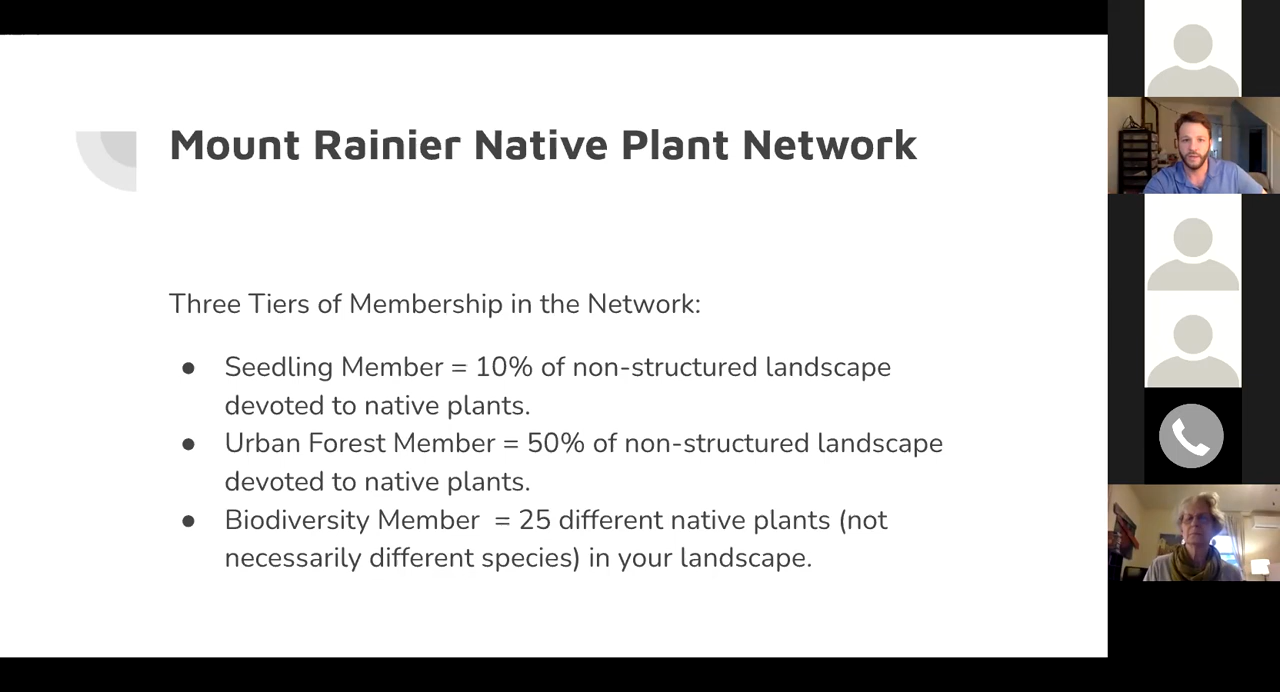 Mount Rainier Native Plant Network
Three Tiers of Membership in the Network:
● Seedling Member = 10% of non-structured landscape
devoted to native plants.
● Urban Forest Member = 50% of non-structured landscape
devoted to native plants.
● Biodiversity Member  = 25 different native plants (not
necessarily different species) in your landscape.